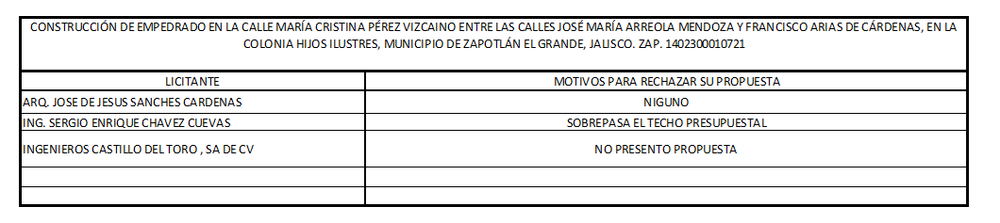 CONSTRUCCIÓN DE EMPEDRADO EN LA CALLE MARÍA CRISTINA PÉREZ VIZCAINO ENTRE LAS CALLES JOSÉ MARÍA ARREOLA MENDOZA Y FRANCISCO ARIAS DE CÁRDENAS, EN LA
COLONIA HIJOS ILUSTRES, MUNICIPIO DE ZAPOTLÁN EL GRANDE, JALISCO. ZAP. 1402300010721
LICITANTE MOTIVOS PARA RECHAZAR SU PROPUESTA
ARQ. JOSE DE JESUS SANCHES CARDENAS NIGUNO
ING. SERGIO ENRIQUE CHAVEZ CUEVAS SOBREPASA EL TECHO PRESUPUESTAL
INGENIEROS CASTILLO DEL TORO , SA DE CV NO PRESENTO PROPUESTA